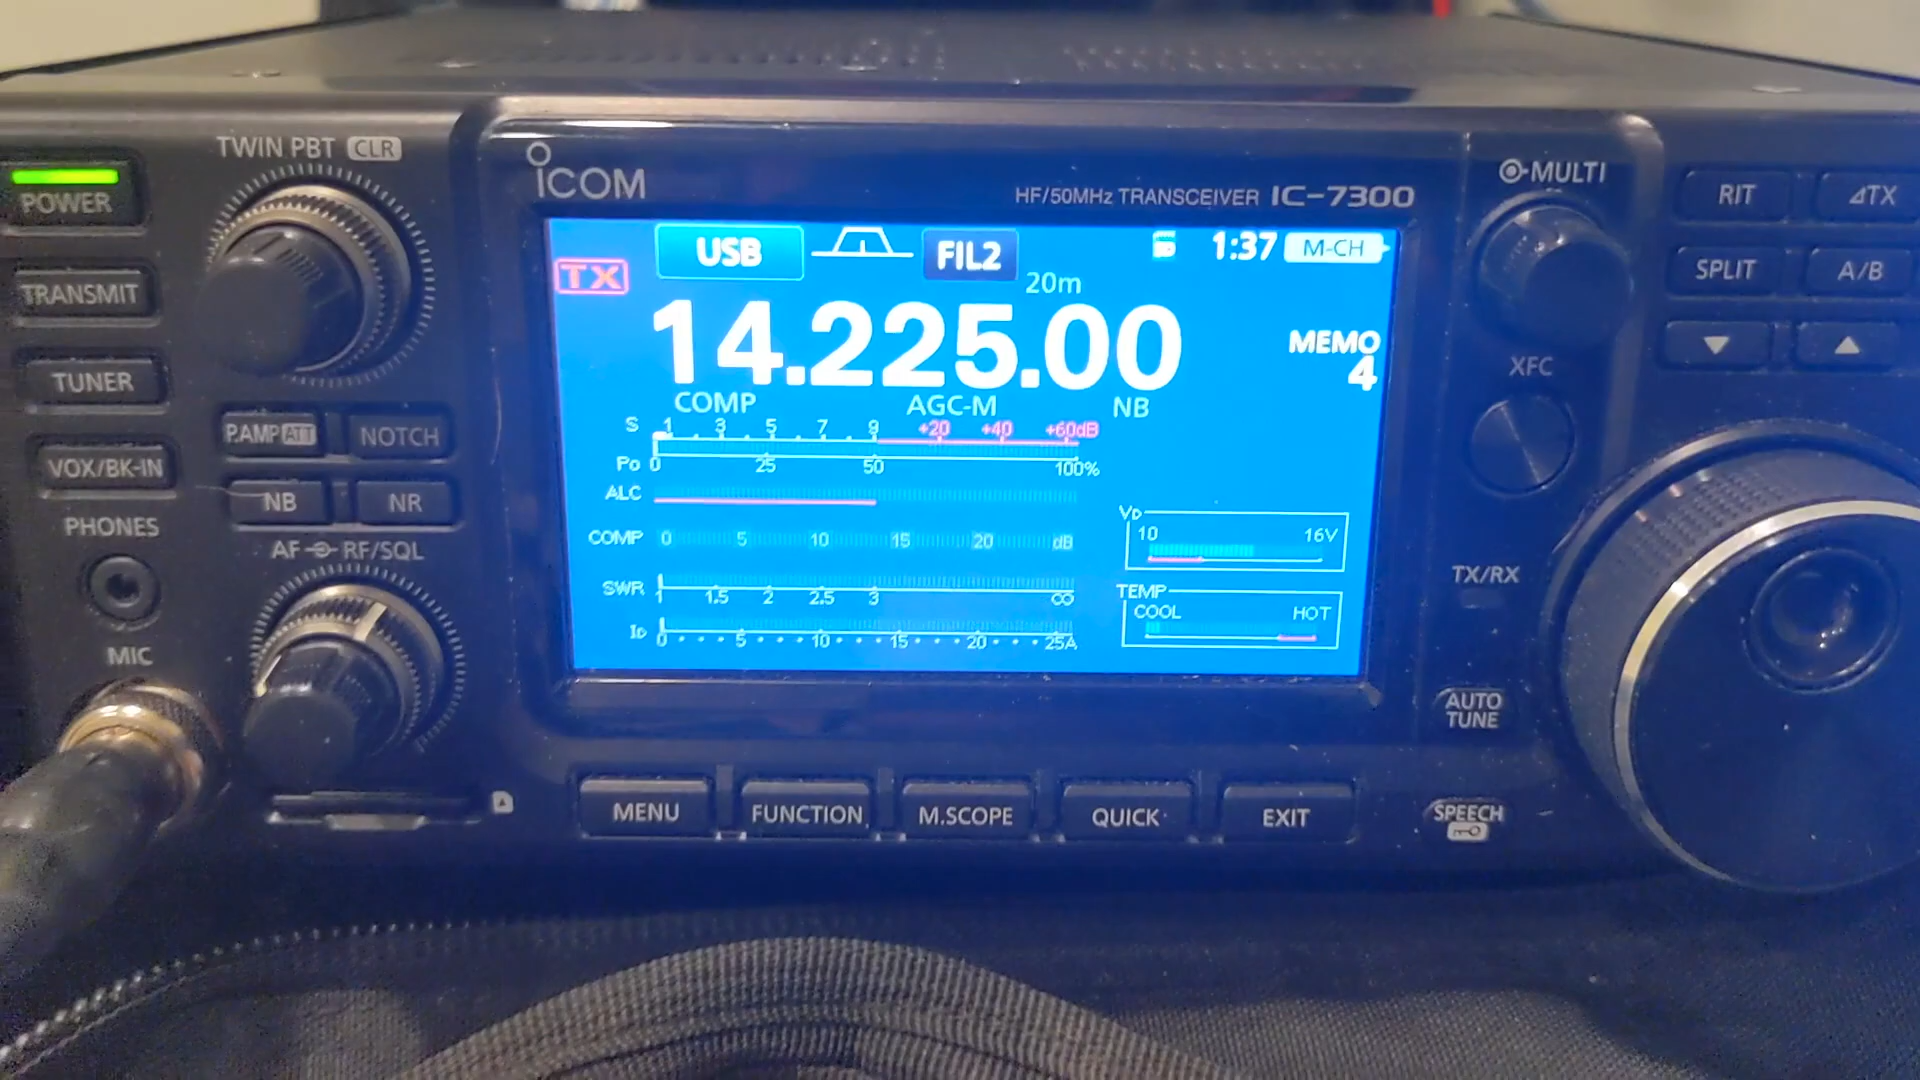 TWIN PBT CLR
POWER
TRANSMIT
TUNER
VOX/BK-IN
PHONES
MIC
P.AMP ATT
NOTCH
NB
NR
AF RF/SQL
ICOM
HF/50MHz TRANSCEIVER IC-7300
USB
FIL2
1:37
M-CH
TX
20m
14.225.00
MEMO
4
COMP
AGC-M
NB
S 1 3 5 7 9 +20 +40 +60dB
Po 0 25 50 100%
ALC
COMP 0 5 10 15 20 dB
SWR 1 1.5 2 2.5 3 ∞
ID 0 5 10 15 20 25A
VD
10 16V
TEMP
COOL HOT
MENU
FUNCTION
M.SCOPE
QUICK
EXIT
MULTI
RIT
⊿TX
SPLIT
A/B
▼
▲
XFC
TX/RX
AUTO
TUNE
SPEECH